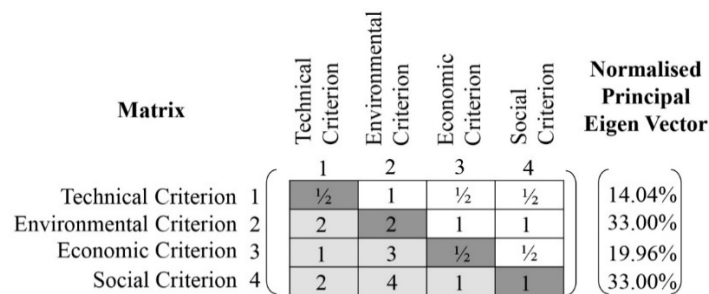 Matrix
Technical Criterion
Environmental Criterion
Economic Criterion
Social Criterion
Normalised Principal Eigen Vector
1 2 3 4
Technical Criterion 1 ½ 1 ½ ½ 14.04%
Environmental Criterion 2 2 2 1 1 33.00%
Economic Criterion 3 1 3 ½ ½ 19.96%
Social Criterion 4 2 4 1 1 33.00%